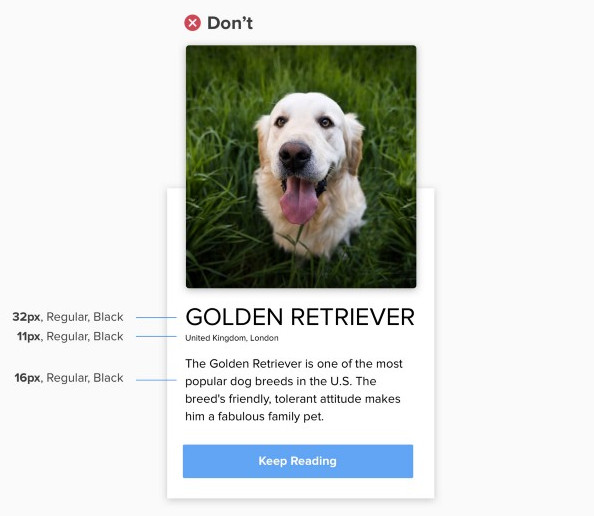 Don't
32px, Regular, Black
GOLDEN RETRIEVER
11px, Regular, Black
United Kingdom, London
16px, Regular, Black
The Golden Retriever is one of the most
popular dog breeds in the U.S. The
breed's friendly, tolerant attitude makes
him a fabulous family pet.
Keep Reading